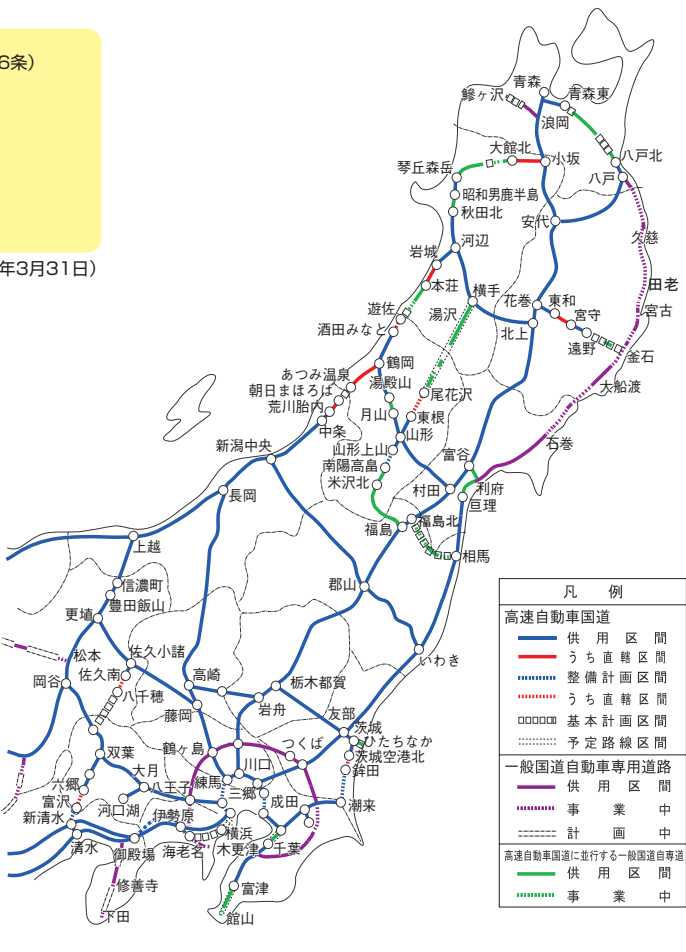 6条）
年3月31日）
青森
青森東
鰺ヶ沢
浪岡
大館北
小坂
八戸北
八戸
琴丘森岳
昭和男鹿半島
秋田北
安代
久慈
河辺
岩城
田老
本荘
横手
花巻
東和
宮守
宮古
遊佐
湯沢
北上
遠野
釜石
酒田みなと
鶴岡
大船渡
あつみ温泉
湯殿山
尾花沢
朝日まほろば
荒川胎内
月山
東根
中条
山形
石巻
新潟中央
山形上山
富谷
南陽高畠
米沢北
村田
利府
長岡
亘理
福島
福島北
上越
相馬
信濃町
郡山
豊田飯山
更埴
松本
佐久小諸
いわき
岡谷
佐久南
高崎
栃木都賀
八千穂
藤岡
岩舟
友部
茨城
双葉
鶴ヶ島
つくば
ひたちなか
川口
茨城空港北
大月
鉾田
六郷
八王子
練馬
三郷
富沢
成田
潮来
新清水
河口湖
伊勢原
横浜
清水
御殿場
海老名
木更津
千葉
修善寺
富津
下田
館山
凡例
高速自動車国道
供用区間
うち直轄区間
整備計画区間
うち直轄区間
基本計画区間
予定路線区間
一般国道自動車専用道路
供用区間
事業中
計画中
高速自動車国道に並行する一般国道自専道
供用区間
事業中